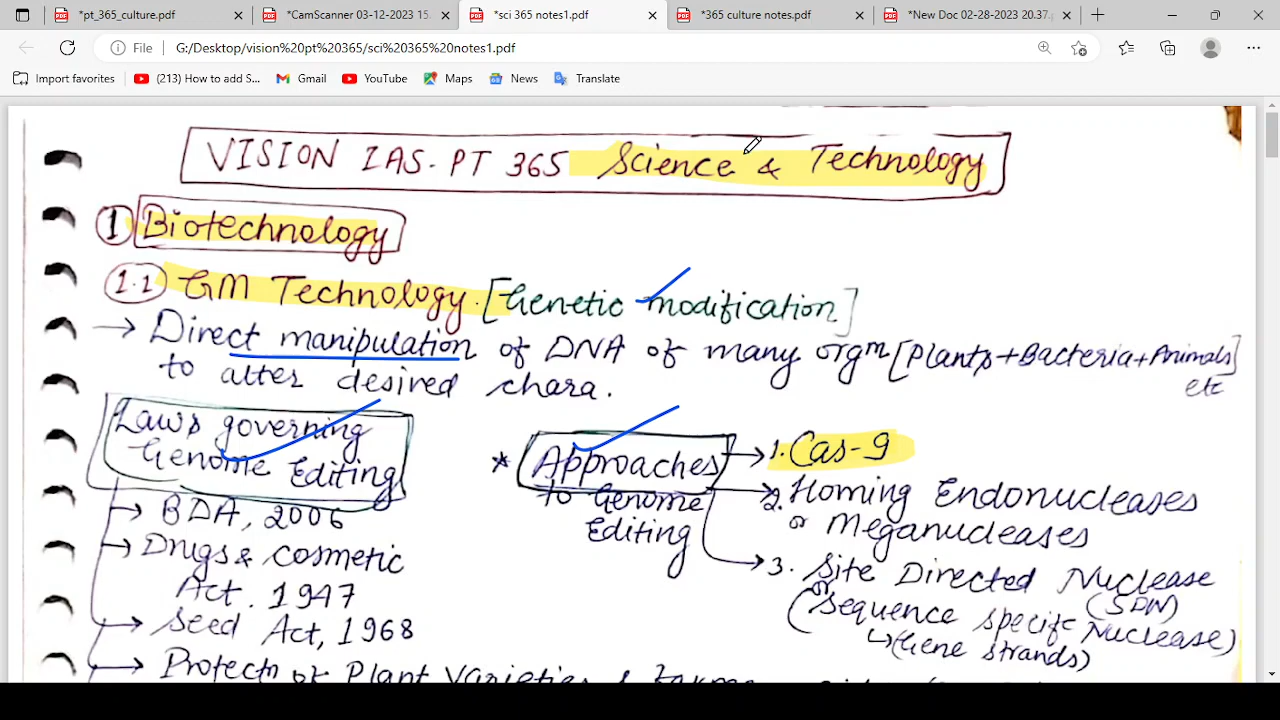 *pt_365_culture.pdf
*CamScanner 03-12-2023 15.
*sci 365 notes1.pdf
*365 culture notes.pdf
*New Doc 02-28-2023 20.37.p
File
G:/Desktop/vision%20pt%20365/sci%20365%20notes1.pdf
Import favorites
(213) How to add S...
Gmail
YouTube
Maps
News
Translate
VISION IAS-PT 365 Science & Technology
1 Biotechnology
1.1 GM Technology. [Genetic modification]
→ Direct manipulation of DNA of many orgm [Plants+Bacteria+Animals]
etc
to alter desired chara.
Laws governing
Genome Editing
→ BDA, 2006
→ Drugs & cosmetic
Act. 1947
→ Seed Act, 1968
→ Protectn of Plant Varieties &
* Approaches
to Genome
Editing
→ 1. Cas-9
→ 2. Homing Endonucleases
or Meganucleases
→ 3. Site Directed Nuclease
or (SDN)
(Sequence specific Nuclease)
↳ (Gene strands)